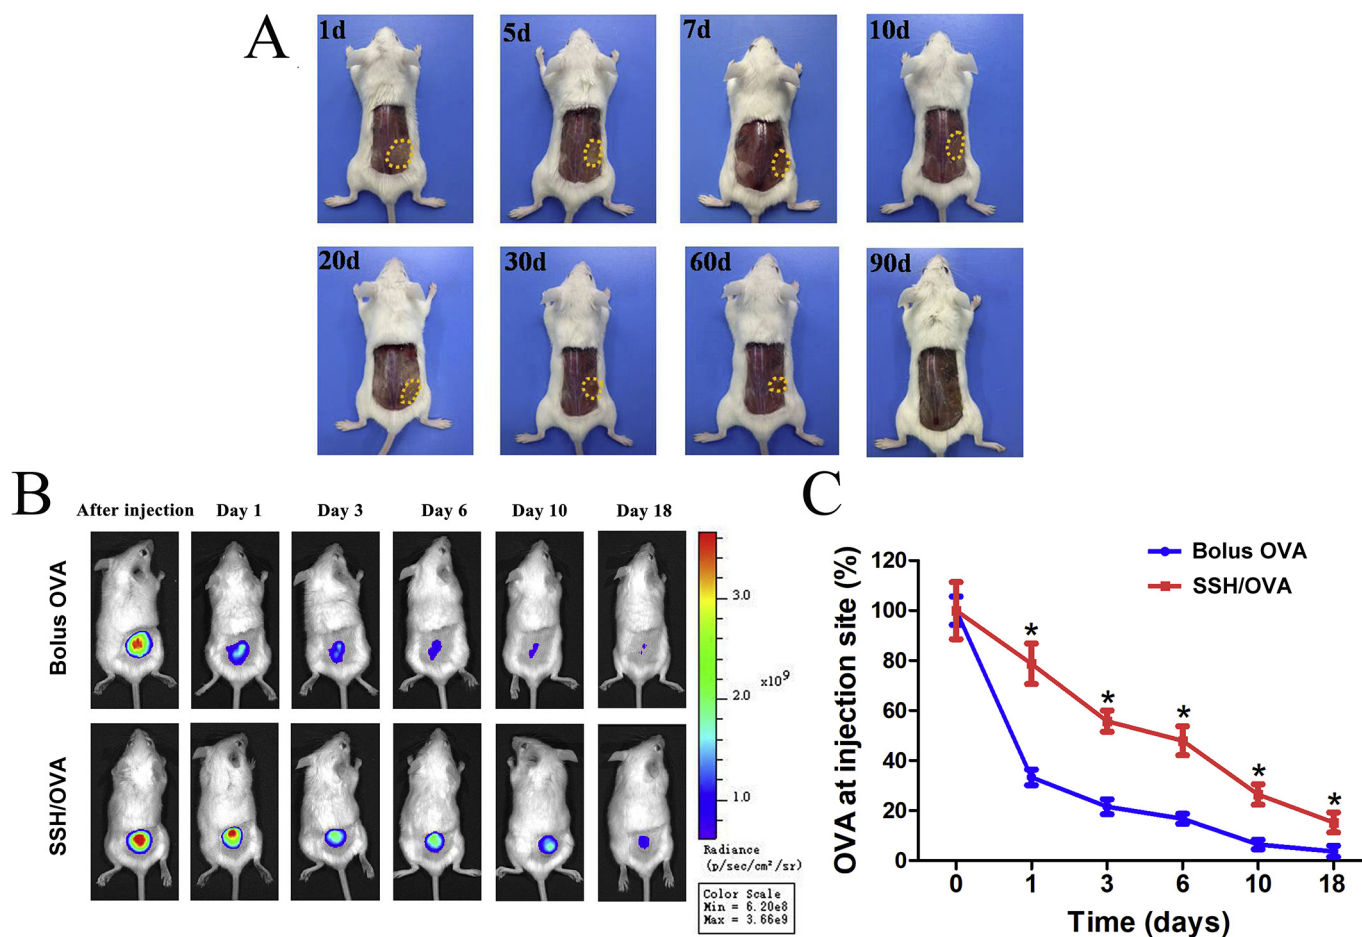 A
1d
5d
7d
10d
20d
30d
60d
90d
B
After injection
Day 1
Day 3
Day 6
Day 10
Day 18
Bolus OVA
SSH/OVA
3.0
x10⁹
2.0
1.0
Radiance
(p/sec/cm²/sr)
Color Scale
Min = 6.20e8
Max = 3.66e9
C
Bolus OVA
SSH/OVA
OVA at injection site (%)
120
100
80
60
40
20
0
* * * * *
0 1 3 6 10 18
Time (days)